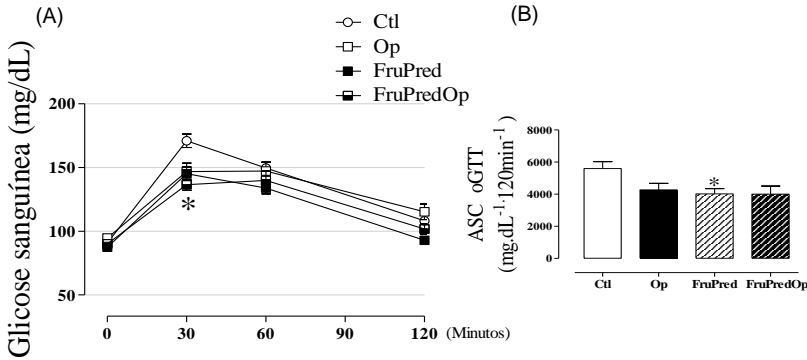 (A)
Ctl
Op
FruPred
FruPredOp
Glicose sanguínea (mg/dL)
200
150
100
50
*
0 30 60 90 120 (Minutos)
(B)
ASC oGTT
(mg.dL⁻¹·120min⁻¹)
8000
6000
4000
2000
0
*
Ctl Op FruPred FruPredOp